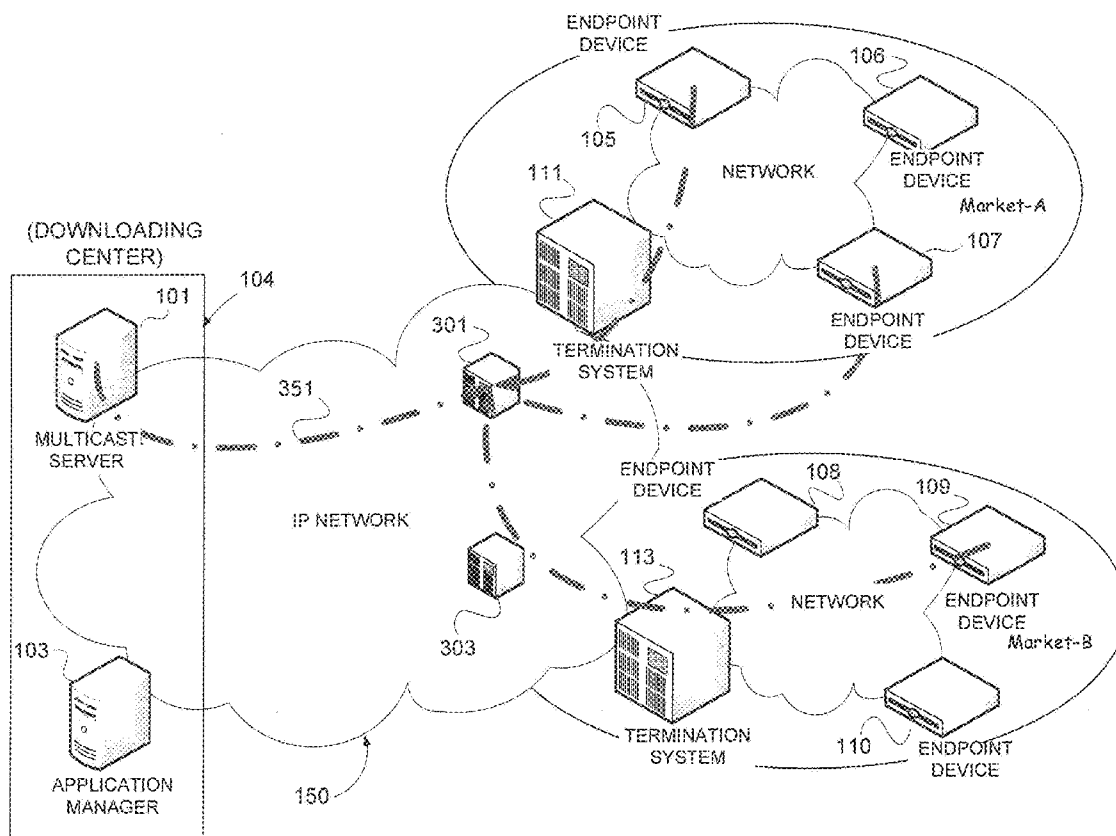 ENDPOINT
DEVICE
106
105
ENDPOINT
DEVICE
NETWORK
111
Market-A
(DOWNLOADING
CENTER)
107
104
101
ENDPOINT
DEVICE
301
TERMINATION
SYSTEM
351
MULTICAST
SERVER
ENDPOINT
DEVICE
108
109
IP NETWORK
113
NETWORK
ENDPOINT
DEVICE
Market-B
103
303
TERMINATION
SYSTEM
110
ENDPOINT
DEVICE
APPLICATION
MANAGER
150